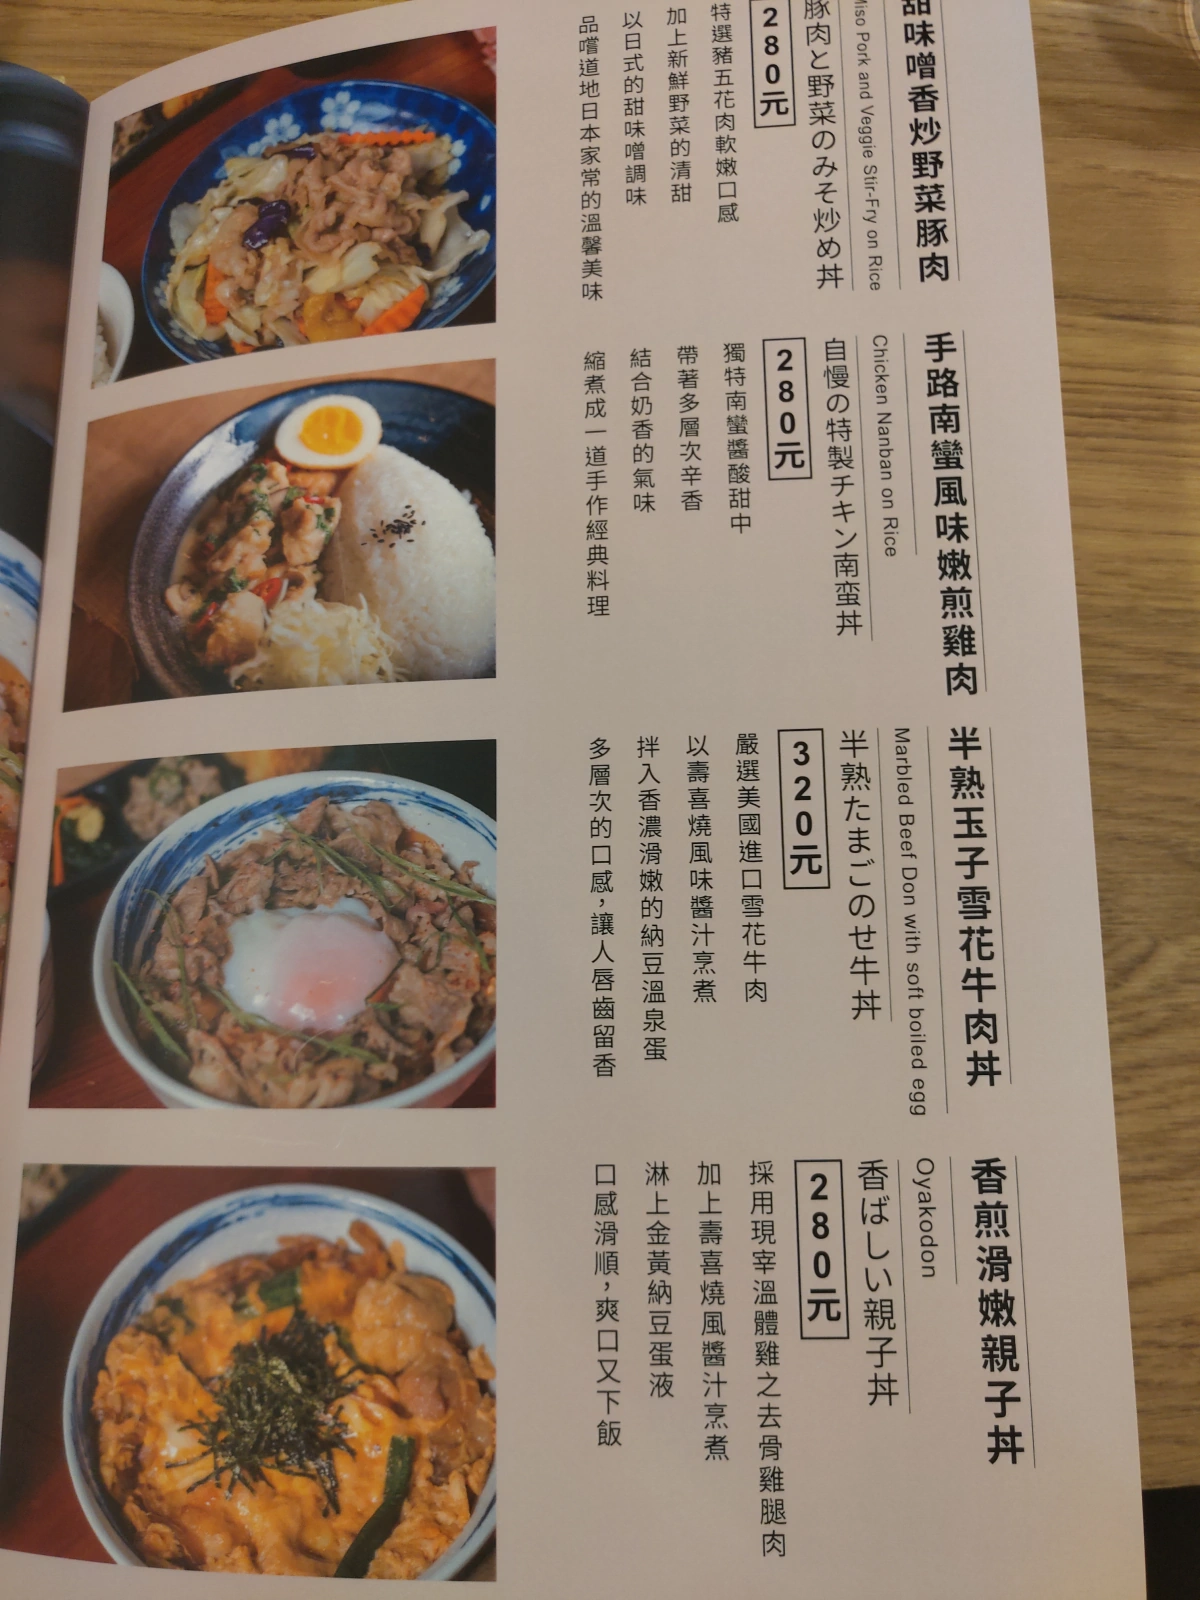 甜味噌香炒野菜豚肉
Miso Pork and Veggie Stir-Fry on Rice
豚肉と野菜のみそ炒め丼
280元
特選豬五花肉軟嫩口感
加上新鮮野菜的清甜
以日式的甜味噌調味
品嚐道地日本家常的溫馨美味
手路南蠻風味嫩煎雞肉
Chicken Nanban on Rice
自慢の特製チキン南蛮丼
280元
獨特南蠻醬酸甜中
帶著多層次辛香
結合奶香的氣味
縮煮成一道手作經典料理
半熟玉子雪花牛肉丼
Marbled Beef Don with soft boiled egg
半熟たまごのせ牛丼
320元
嚴選美國進口雪花牛肉
以壽喜燒風味醬汁烹煮
拌入香濃滑嫩的納豆溫泉蛋
多層次的口感，讓人唇齒留香
香煎滑嫩親子丼
Oyakodon
香ばしい親子丼
280元
採用現宰溫體雞之去骨雞腿肉
加上壽喜燒風醬汁烹煮
淋上金黃納豆蛋液
口感滑順，爽口又下飯